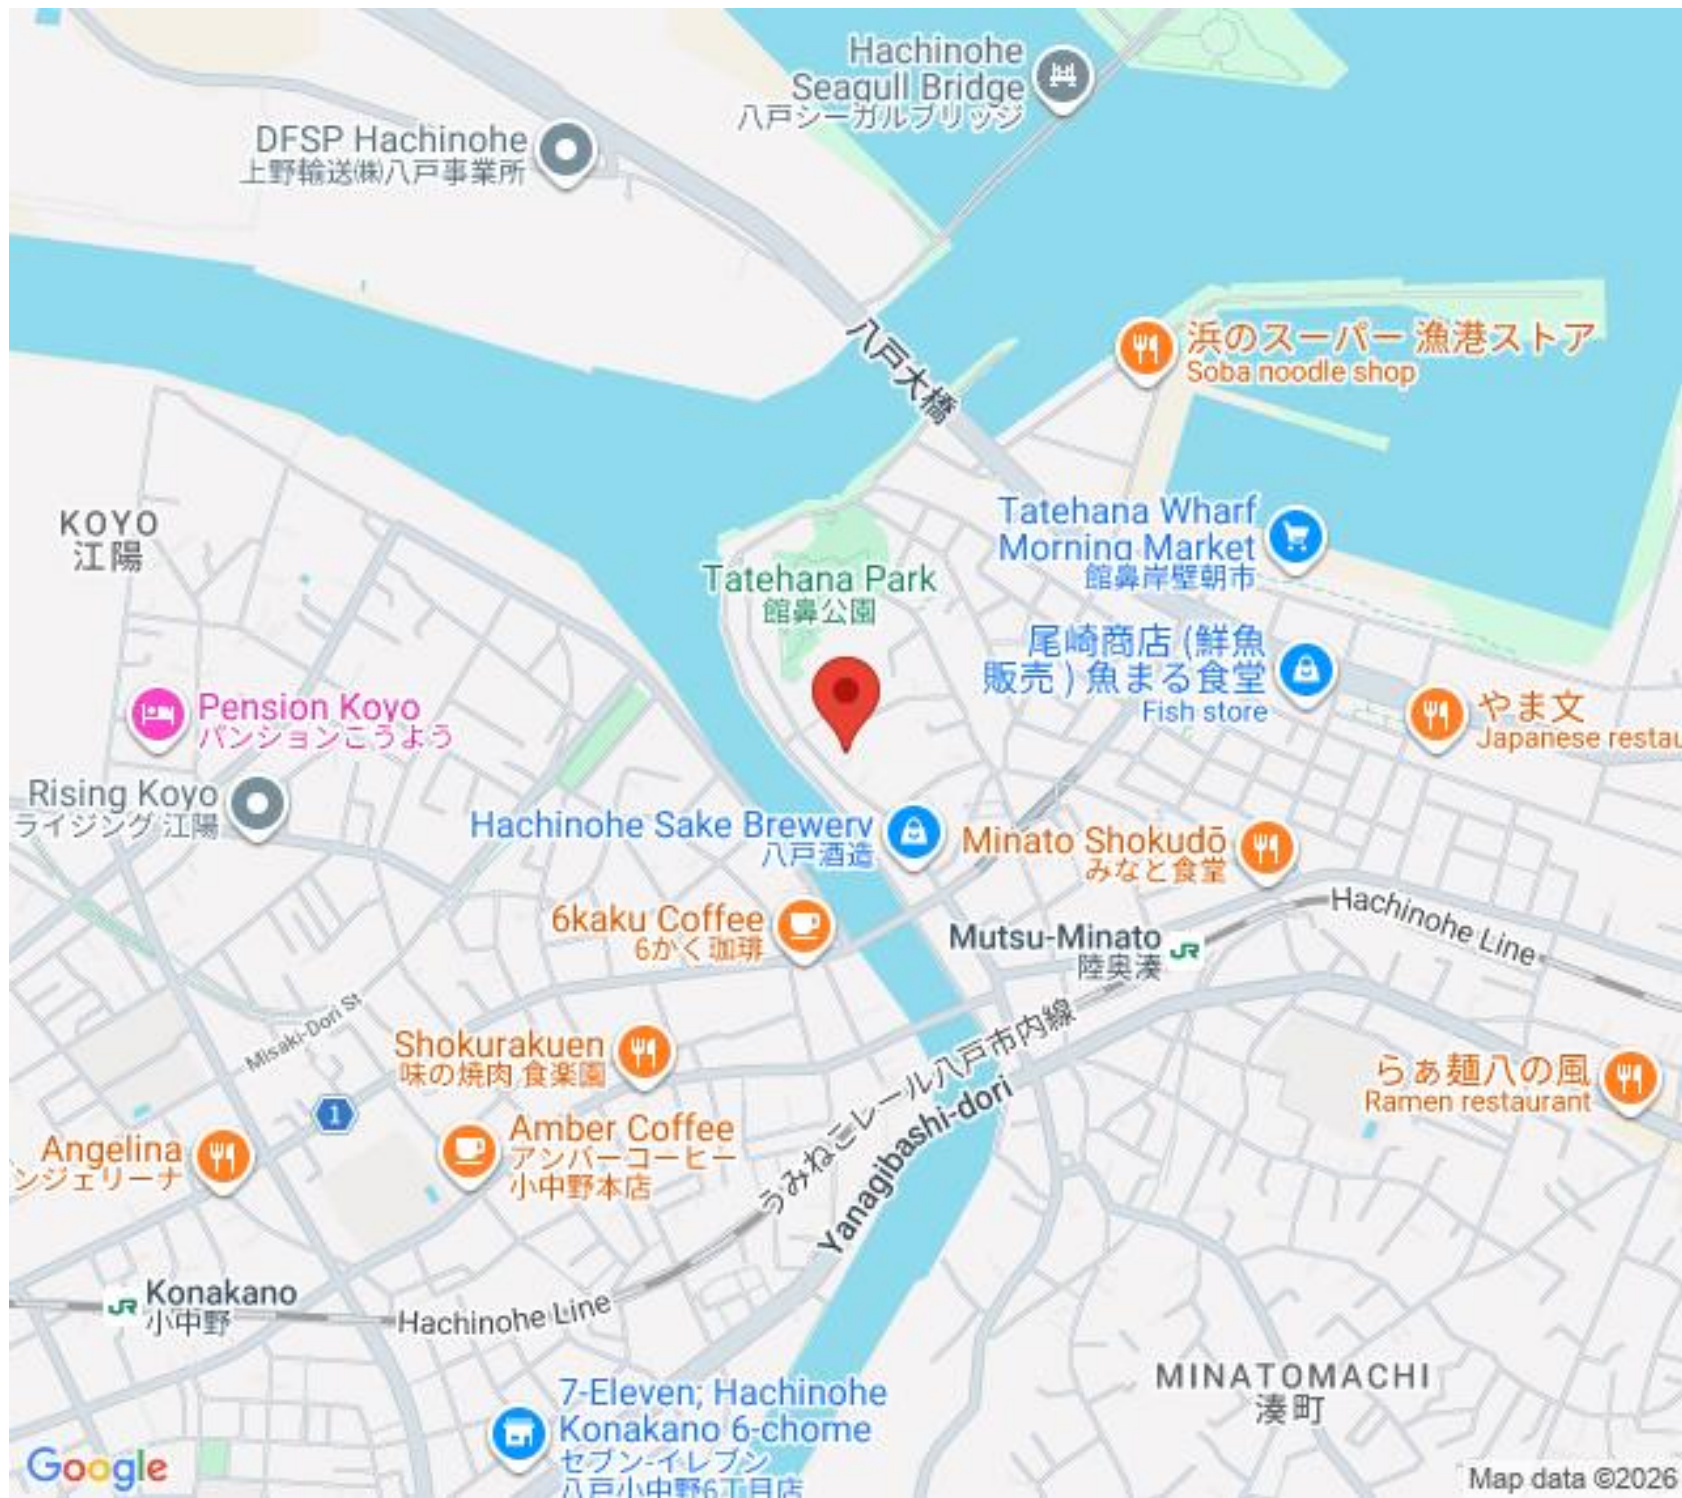 Hachinohe
Seagull Bridge
八戸シーガルブリッジ
DFSP Hachinohe
上野輸送㈱八戸事業所
八戸大橋
浜のスーパー 漁港ストア
Soba noodle shop
KOYO
江陽
Tatehana Wharf
Morning Market
館鼻岸壁朝市
Tatehana Park
館鼻公園
尾崎商店 (鮮魚
販売 ) 魚まる食堂
Fish store
やま文
Japanese restau
Pension Koyo
パンションこうよう
Rising Koyo
ライジング 江陽
Hachinohe Sake Brewery
八戸酒造
Minato Shokudō
みなと食堂
6kaku Coffee
6かく珈琲
Hachinohe Line
Mutsu-Minato
陸奥湊
JR
Misaki-Dori St
Shokurakuen
味の焼肉 食楽園
うみねこレール八戸市内線
Yanagibashi-dori
らぁ麺八の風
Ramen restaurant
1
Angelina
ンジェリーナ
Amber Coffee
アンバーコーヒー
小中野本店
JR
Konakano
小中野
Hachinohe Line
MINATOMACHI
湊町
7-Eleven; Hachinohe
Konakano 6-chome
セブン-イレブン
八戸小中野6丁目店
Google
Map data ©2026